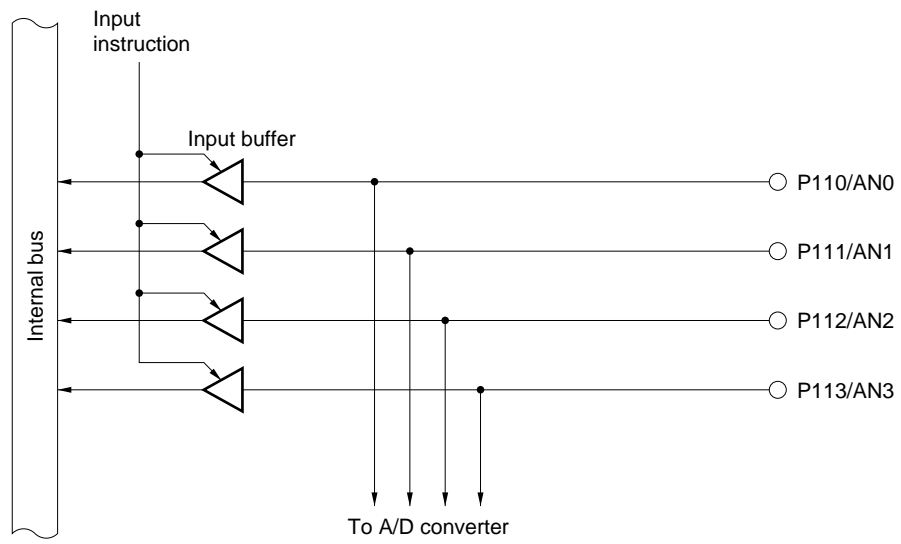 Input
instruction
Input buffer
P110/AN0
P111/AN1
Internal bus
P112/AN2
P113/AN3
To A/D converter